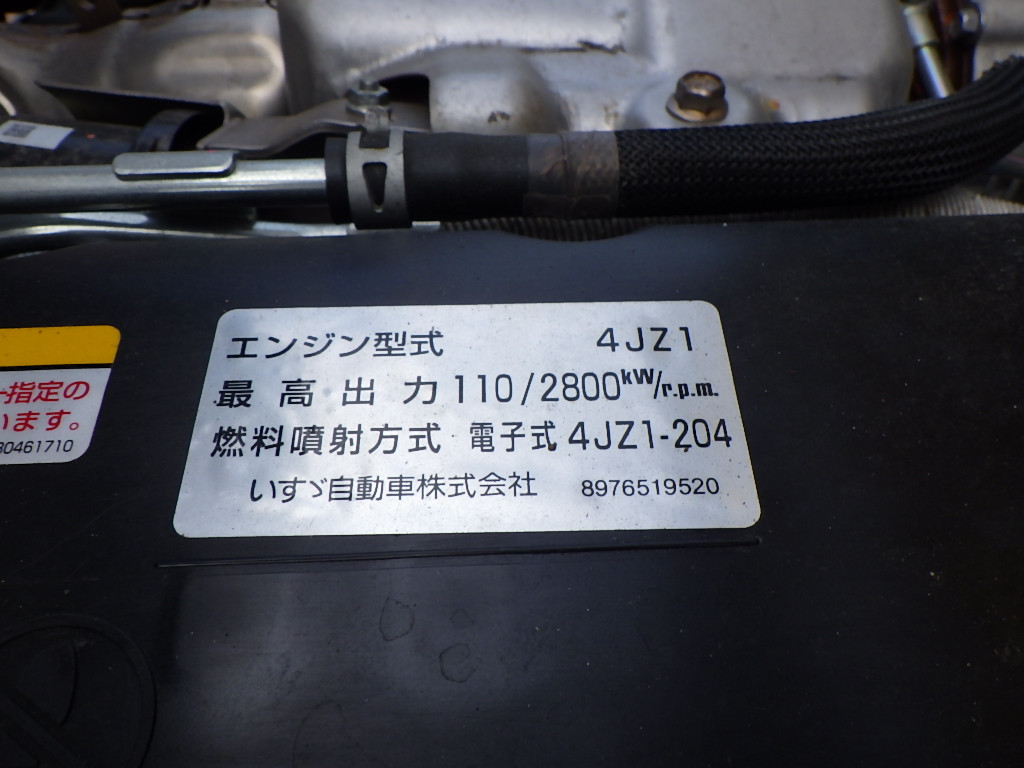 エンジン型式 4JZ1
最高出力 110/2800kW/r.p.m.
燃料噴射方式 電子式 4JZ1-204
いすゞ自動車株式会社 8976519520
指定の
います。
80461710